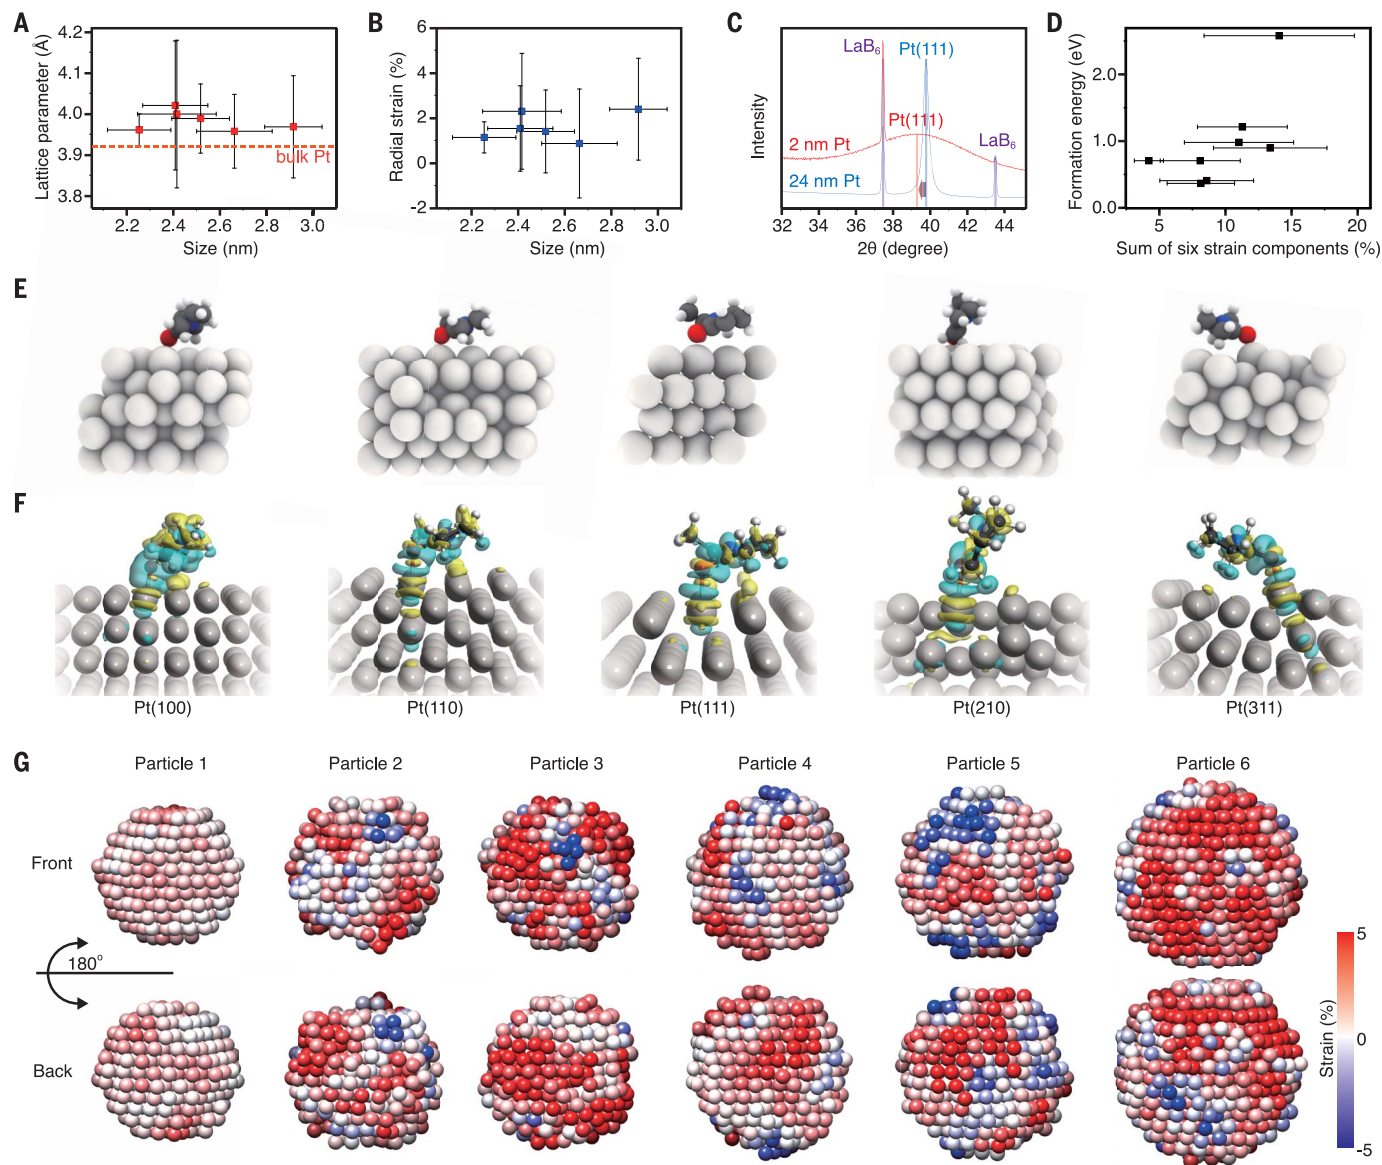 A
Lattice parameter (Å)
4.2
4.1
4.0
3.9
3.8
bulk Pt
2.2 2.4 2.6 2.8 3.0
Size (nm)
B
Radial strain (%)
6
4
2
0
-2
2.2 2.4 2.6 2.8 3.0
Size (nm)
C
Intensity
LaB6
Pt(111)
Pt(111)
2 nm Pt
LaB6
24 nm Pt
32 34 36 38 40 42 44
2θ (degree)
D
Formation energy (eV)
2.0
1.0
0.0
5 10 15 20
Sum of six strain components (%)
E
F
Pt(100) Pt(110) Pt(111) Pt(210) Pt(311)
G
Particle 1 Particle 2 Particle 3 Particle 4 Particle 5 Particle 6
Front
180°
Back
5
0
-5
Strain (%)